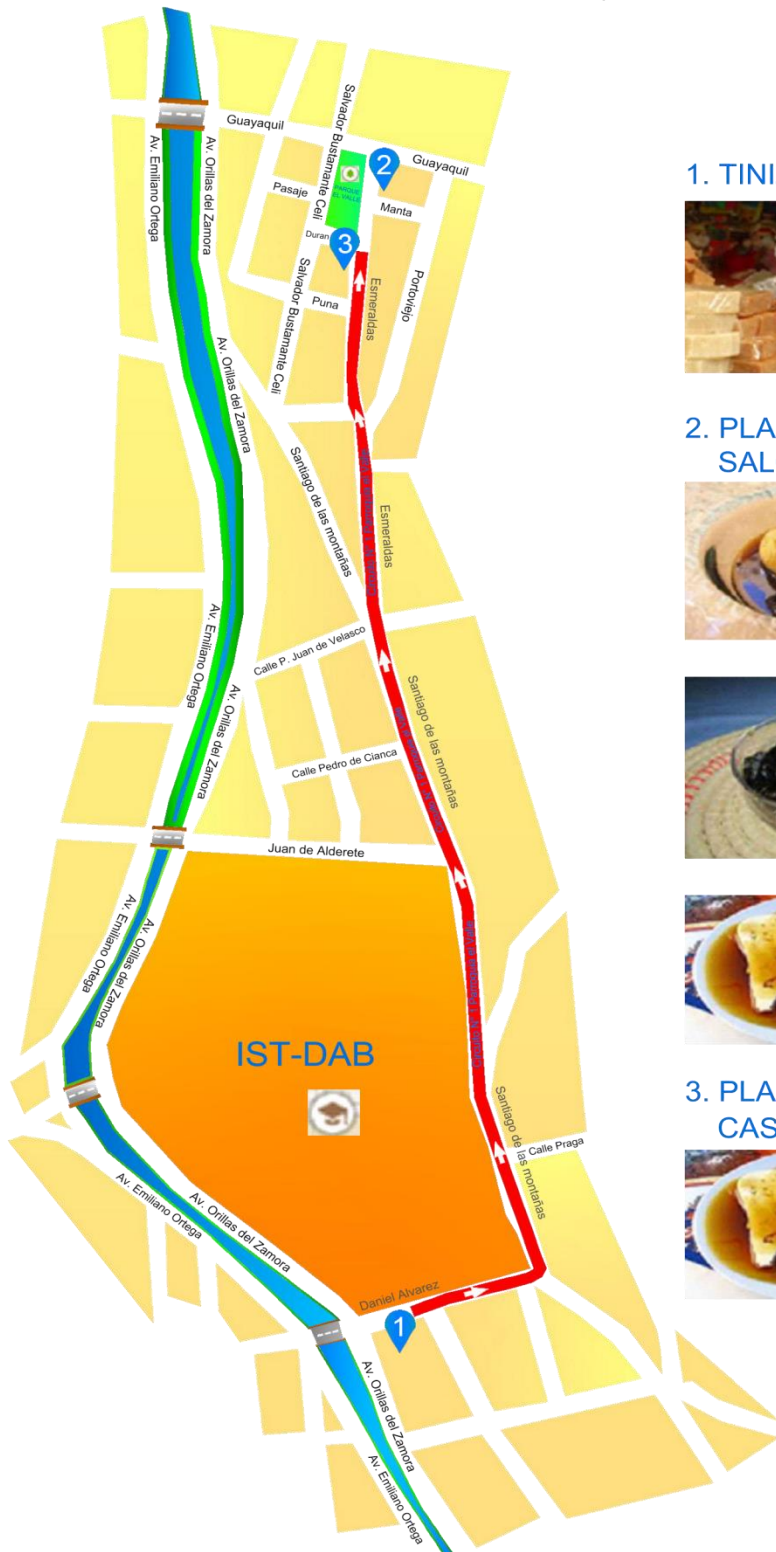 Guayaquil
Salvador Bustamante Celi
Guayaquil
2
Av. Emiliano Ortega
Av. Orillas del Zamora
Pasaje
PARQUE
EL VALLE
Manta
Duran
3
Salvador Bustamante Celi
Puna
Esmeraldas
Portoviejo
Av. Orillas del Zamora
Santiago de las montañas
Esmeraldas
Av. Emiliano Ortega
Calle P. Juan de Velasco
Av. Orillas del Zamora
Santiago de las montañas
Calle Pedro de Cianca
Juan de Alderete
Av. Emiliano Ortega
Av. Orillas del Zamora
IST-DAB
Santiago de las montañas
Calle Praga
Av. Emiliano Ortega
Av. Orillas del Zamora
Daniel Alvarez
1
Av. Orillas del Zamora
Av. Emiliano Ortega
1. TINI
2. PLA
SAL
3. PLA
CAS